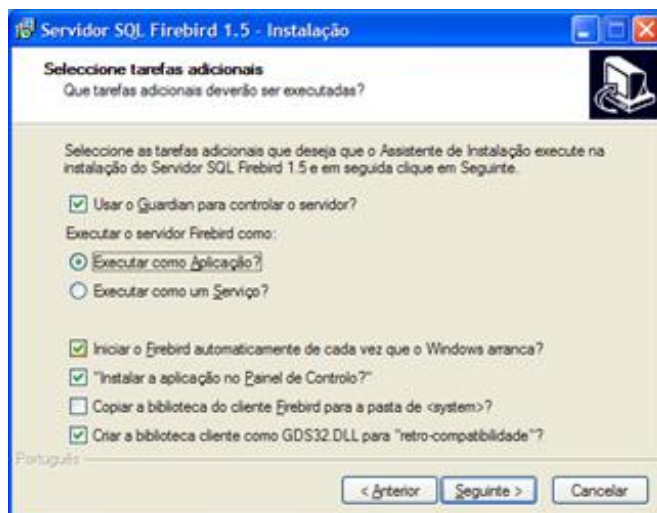 Servidor SQL Firebird 1.5 - Instalação
Seleccione tarefas adicionais
Que tarefas adicionais deverão ser executadas?
Seleccione as tarefas adicionais que deseja que o Assistente de Instalação execute na
instalação do Servidor SQL Firebird 1.5 e em seguida clique em Seguinte.
Usar o Guardian para controlar o servidor?
Executar o servidor Firebird como:
Executar como Aplicação?
Executar como um Serviço?
Iniciar o Firebird automaticamente de cada vez que o Windows arranca?
"Instalar a aplicação no Painel de Controlo?"
Copiar a biblioteca do cliente Firebird para a pasta de <system>?
Criar a biblioteca cliente como GDS32.DLL para "retro-compatibilidade"?
Português
< Anterior
Seguinte >
Cancelar